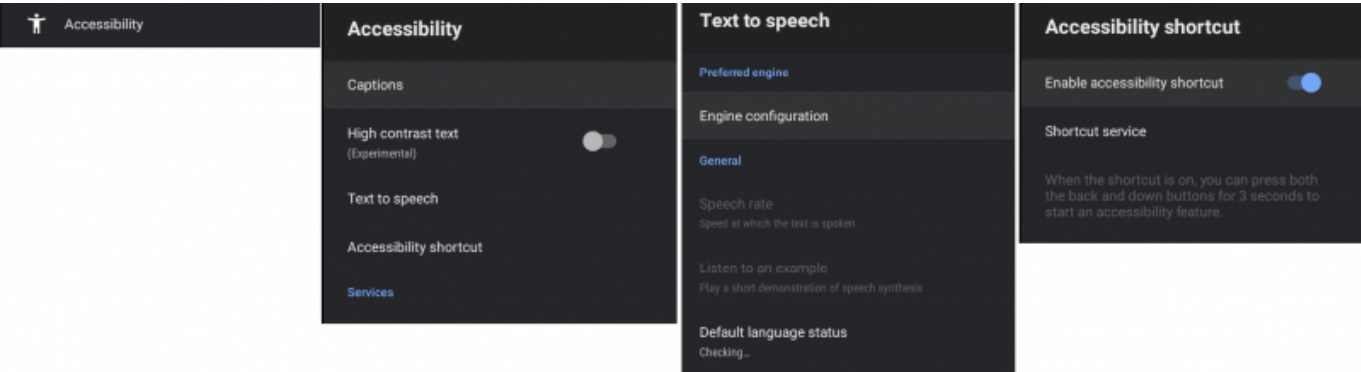 Accessibility
Accessibility
Captions
High contrast text
(Experimental)
Text to speech
Accessibility shortcut
Services
Text to speech
Preferred engine
Engine configuration
General
Speech rate
Speed at which the text is spoken
Listen to an example
Play a short demonstration of speech synthesis
Default language status
Checking...
Accessibility shortcut
Enable accessibility shortcut
Shortcut service
When the shortcut is on, you can press both
the back and down buttons for 3 seconds to
start an accessibility feature.